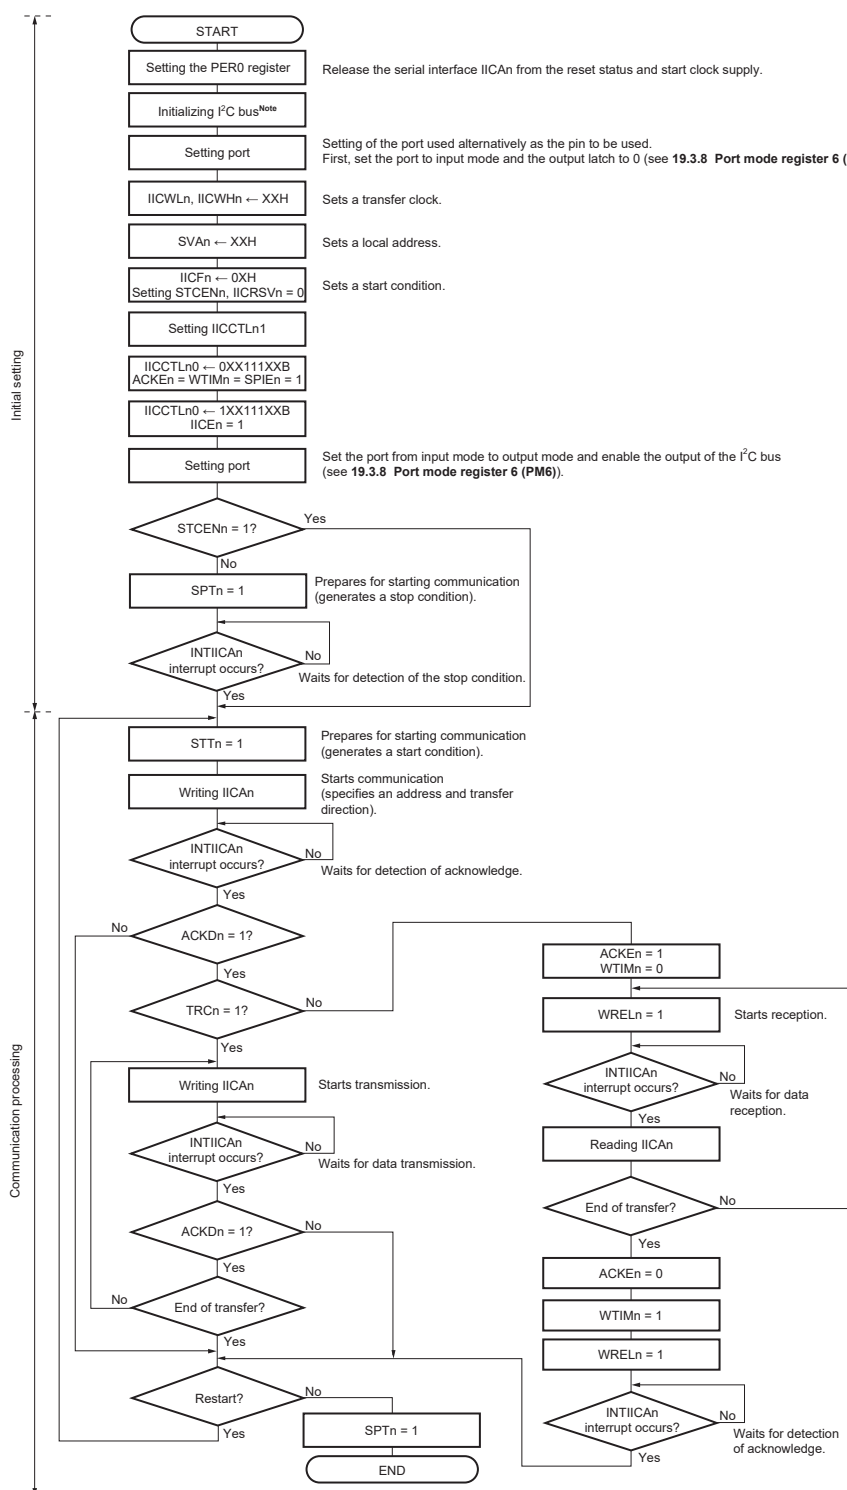 START
Setting the PER0 register
Release the serial interface IICAn from the reset status and start clock supply.
Initializing I2C busNote
Setting port
Setting of the port used alternatively as the pin to be used.
First, set the port to input mode and the output latch to 0 (see 19.3.8 Port mode register 6 (
IICWLn, IICWHn ← XXH
Sets a transfer clock.
SVAn ← XXH
Sets a local address.
IICFn ← 0XH
Setting STCENn, IICRSVn = 0
Sets a start condition.
Setting IICCTLn1
IICCTLn0 ← 0XX111XXB
ACKEn = WTIMn = SPIEn = 1
IICCTLn0 ← 1XX111XXB
IICEn = 1
Setting port
Set the port from input mode to output mode and enable the output of the I2C bus
(see 19.3.8 Port mode register 6 (PM6)).
Initial setting
STCENn = 1?
Yes
No
SPTn = 1
Prepares for starting communication
(generates a stop condition).
INTIICAn
interrupt occurs?
No
Waits for detection of the stop condition.
Yes
STTn = 1
Prepares for starting communication
(generates a start condition).
Writing IICAn
Starts communication
(specifies an address and transfer
direction).
INTIICAn
interrupt occurs?
No
Waits for detection of acknowledge.
Yes
ACKDn = 1?
No
Yes
TRCn = 1?
No
Yes
Writing IICAn
Starts transmission.
INTIICAn
interrupt occurs?
No
Waits for data transmission.
Yes
ACKDn = 1?
No
Yes
End of transfer?
No
Yes
Restart?
No
Yes
SPTn = 1
END
Communication processing
ACKEn = 1
WTIMn = 0
WRELn = 1
Starts reception.
INTIICAn
interrupt occurs?
No
Waits for data
reception.
Yes
Reading IICAn
End of transfer?
No
Yes
ACKEn = 0
WTIMn = 1
WRELn = 1
INTIICAn
interrupt occurs?
No
Waits for detection
of acknowledge.
Yes